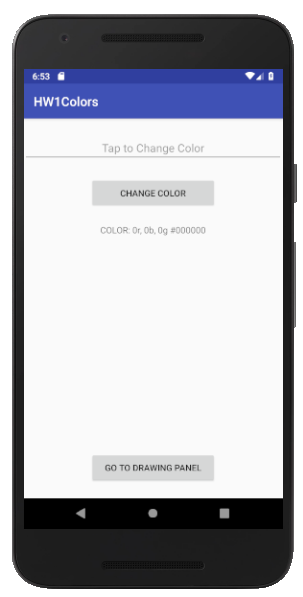 6:53
HW1Colors
Tap to Change Color
CHANGE COLOR
COLOR: 0r, 0b, 0g #000000
GO TO DRAWING PANEL